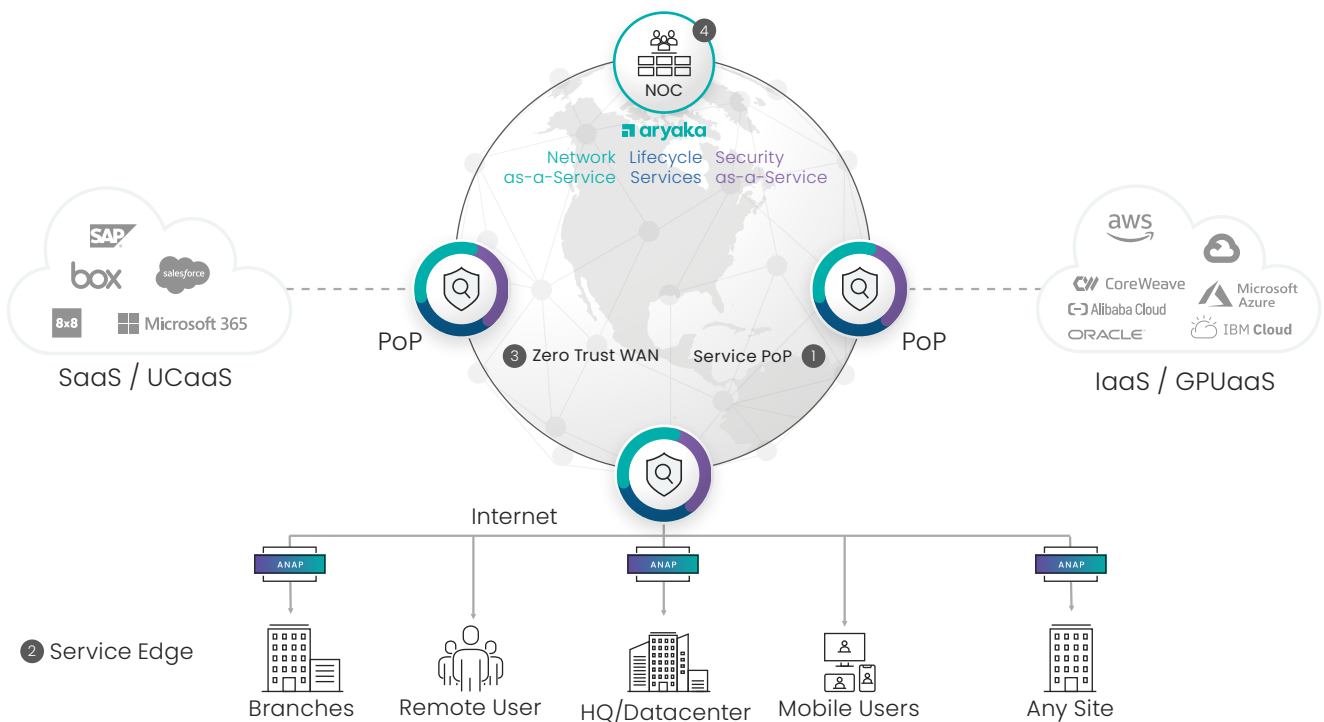 4
NOC
aryaka
Network as-a-Service
Lifecycle Services
Security as-a-Service
SAP
box
salesforce
8x8
Microsoft 365
SaaS / UCaaS
aws
CoreWeave
Alibaba Cloud
ORACLE
Microsoft Azure
IBM Cloud
IaaS / GPUaaS
PoP
PoP
3 Zero Trust WAN
Service PoP 1
Internet
ANAP
ANAP
ANAP
2 Service Edge
Branches
Remote User
HQ/Datacenter
Mobile Users
Any Site